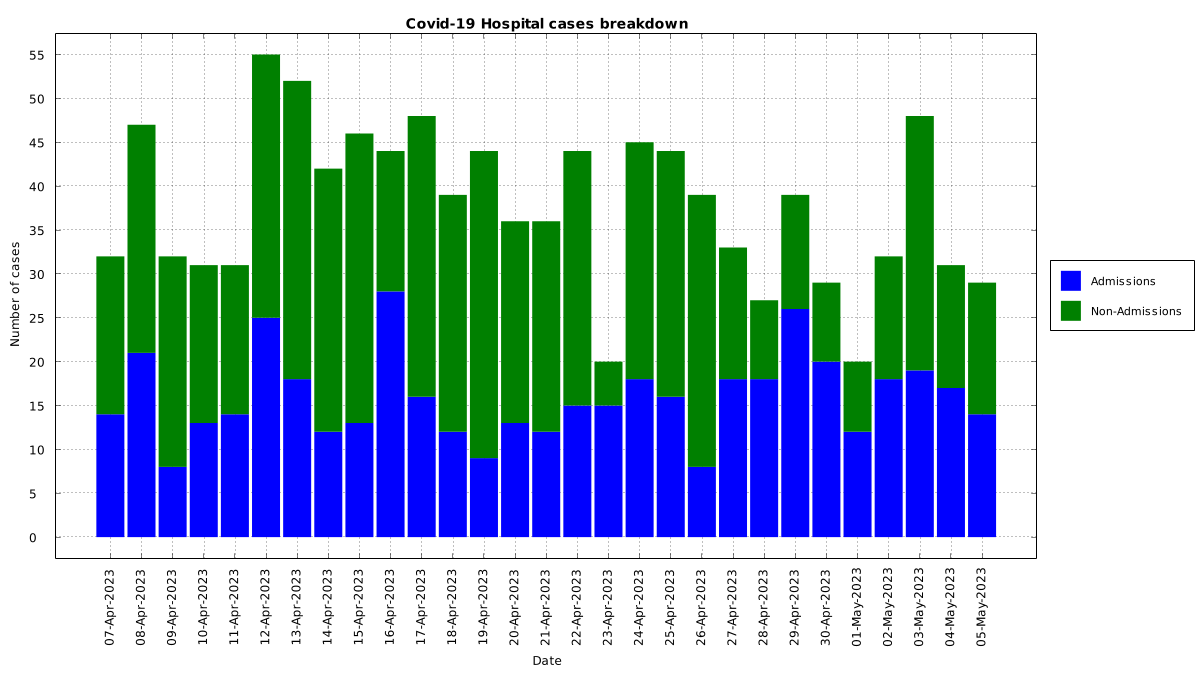 Covid-19 Hospital cases breakdown
55
50
45
40
35
30
25
20
15
10
5
0
Number of cases
Admissions
Non-Admissions
07-Apr-2023
08-Apr-2023
09-Apr-2023
10-Apr-2023
11-Apr-2023
12-Apr-2023
13-Apr-2023
14-Apr-2023
15-Apr-2023
16-Apr-2023
17-Apr-2023
18-Apr-2023
19-Apr-2023
20-Apr-2023
21-Apr-2023
22-Apr-2023
23-Apr-2023
24-Apr-2023
25-Apr-2023
26-Apr-2023
27-Apr-2023
28-Apr-2023
29-Apr-2023
30-Apr-2023
01-May-2023
02-May-2023
03-May-2023
04-May-2023
05-May-2023
Date